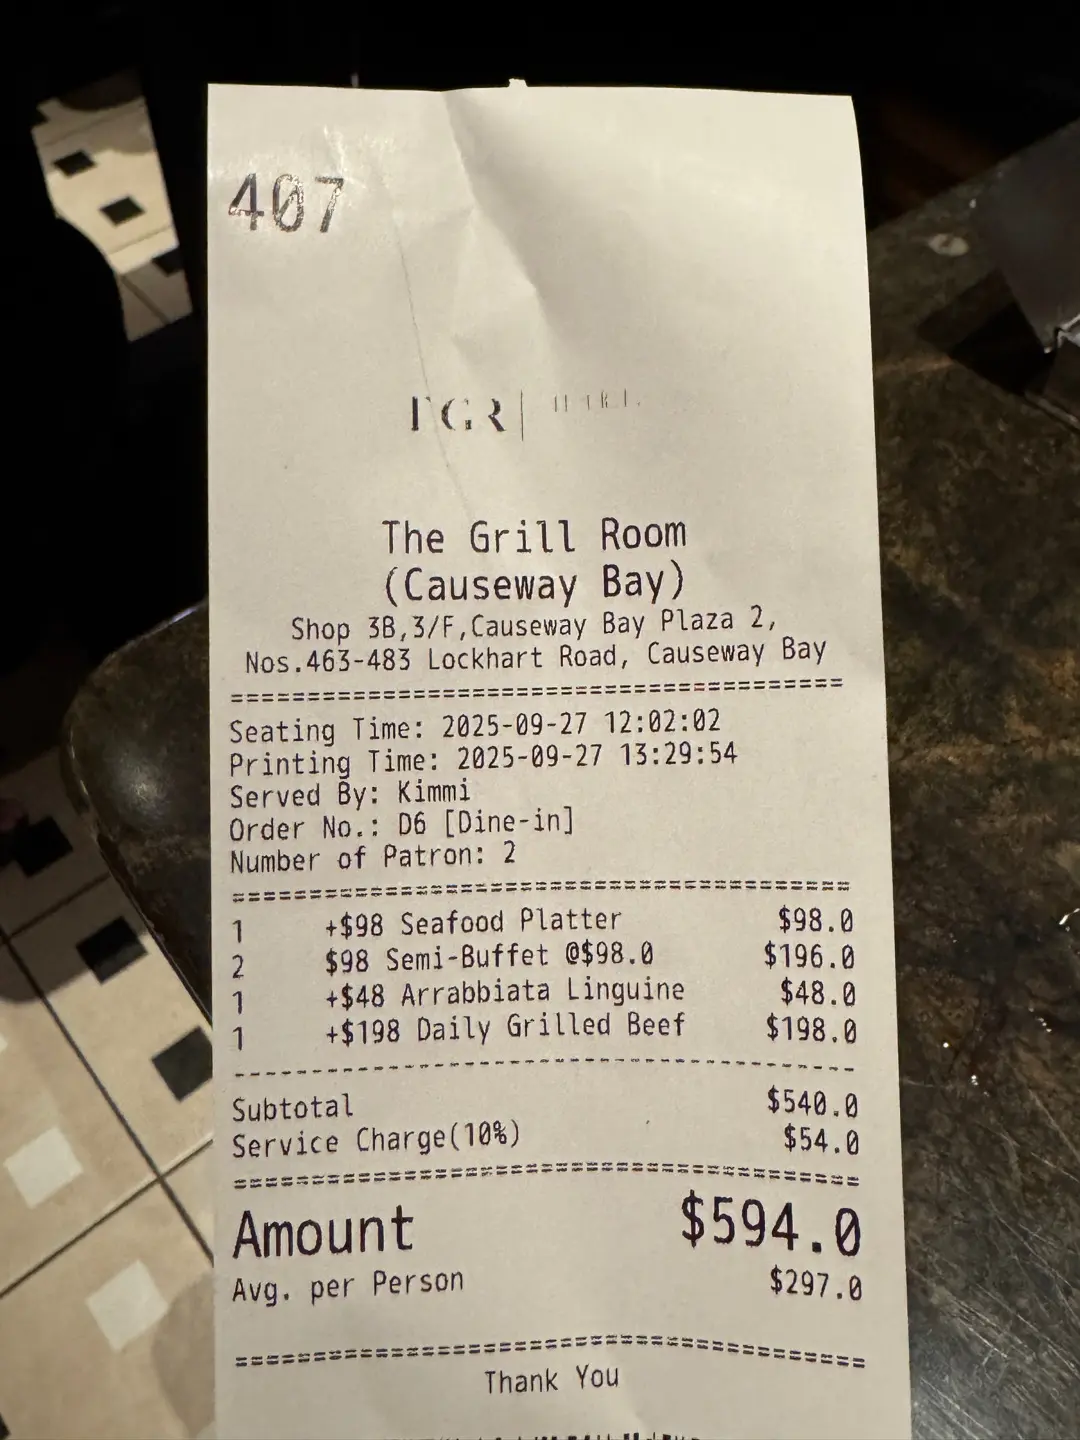 407
The Grill Room
(Causeway Bay)
Shop 3B,3/F,Causeway Bay Plaza 2,
Nos.463-483 Lockhart Road, Causeway Bay
========================================
Seating Time: 2025-09-27 12:02:02
Printing Time: 2025-09-27 13:29:54
Served By: Kimmi
Order No.: D6 [Dine-in]
Number of Patron: 2
========================================
1 +$98 Seafood Platter $98.0
2 $98 Semi-Buffet @$98.0 $196.0
1 +$48 Arrabbiata Linguine $48.0
1 +$198 Daily Grilled Beef $198.0
----------------------------------------
Subtotal $540.0
Service Charge(10%) $54.0
========================================
Amount $594.0
Avg. per Person $297.0
========================================
Thank You